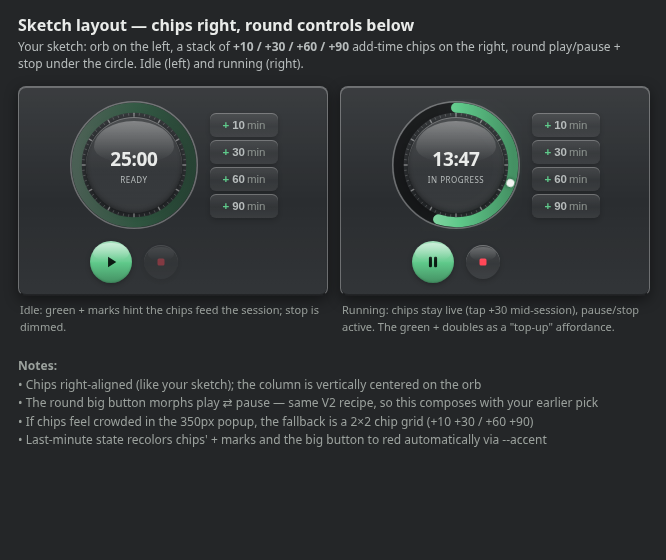 Sketch layout — chips right, round controls below
Your sketch: orb on the left, a stack of +10 / +30 / +60 / +90 add-time chips on the right, round play/pause +
stop under the circle. Idle (left) and running (right).
25:00
READY
+ 10 min
+ 30 min
+ 60 min
+ 90 min
13:47
IN PROGRESS
+ 10 min
+ 30 min
+ 60 min
+ 90 min
Idle: green + marks hint the chips feed the session; stop is
dimmed.
Running: chips stay live (tap +30 mid-session), pause/stop
active. The green + doubles as a "top-up" affordance.
Notes:
• Chips right-aligned (like your sketch); the column is vertically centered on the orb
• The round big button morphs play ⇄ pause — same V2 recipe, so this composes with your earlier pick
• If chips feel crowded in the 350px popup, the fallback is a 2×2 chip grid (+10 +30 / +60 +90)
• Last-minute state recolors chips' + marks and the big button to red automatically via --accent